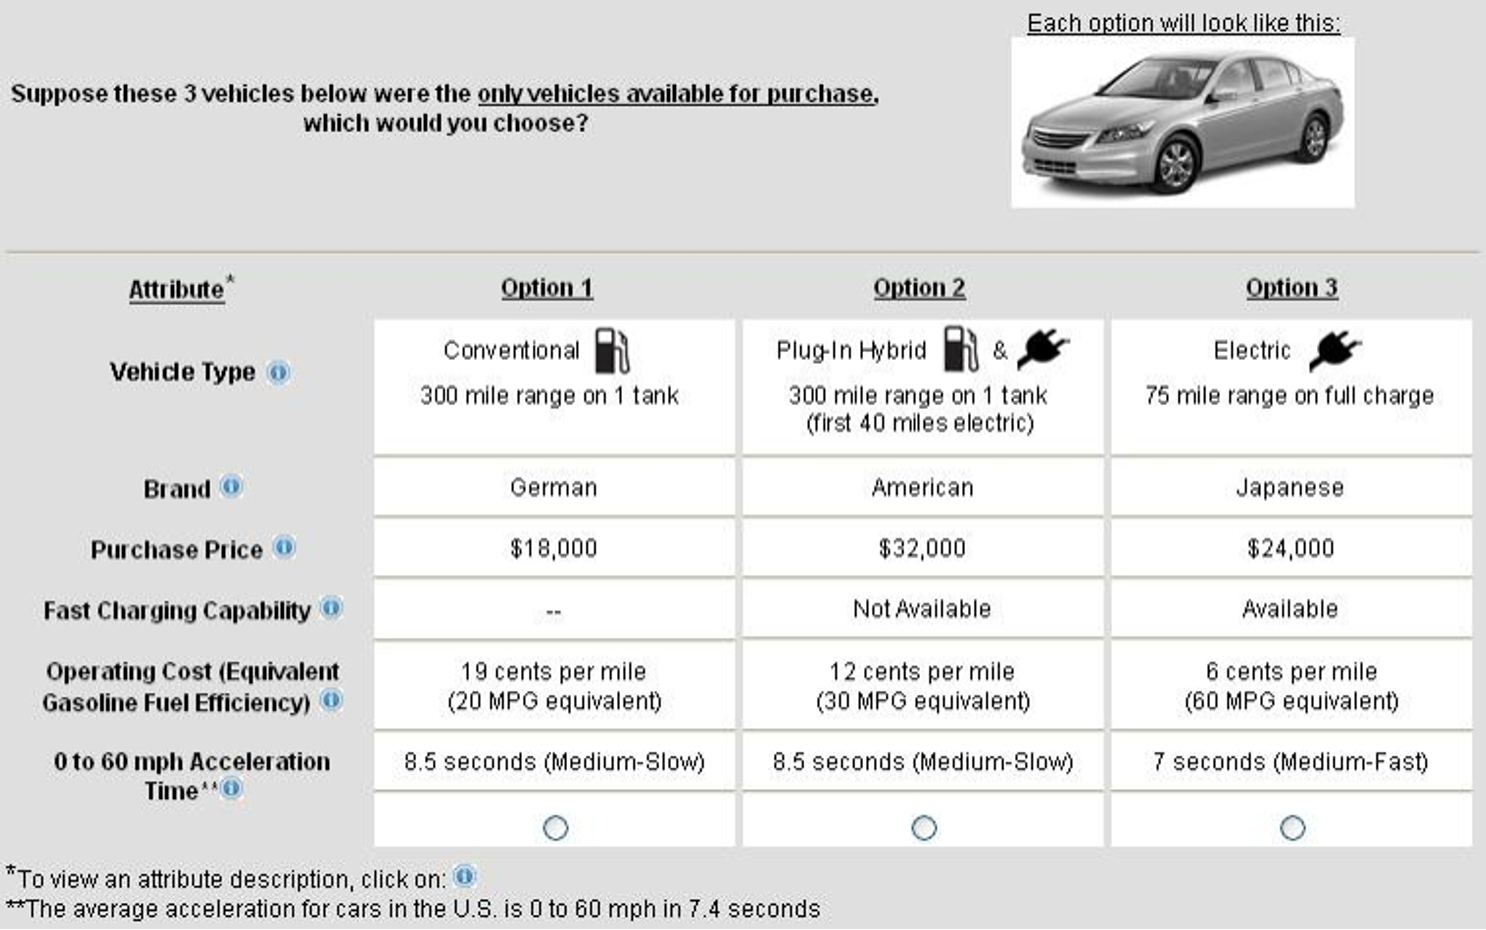 Each option will look like this:
Suppose these 3 vehicles below were the only vehicles available for purchase,
which would you choose?
Attribute* Option 1 Option 2 Option 3
Vehicle Type Conventional Plug-In Hybrid & Electric
300 mile range on 1 tank 300 mile range on 1 tank 75 mile range on full charge
(first 40 miles electric)
Brand German American Japanese
Purchase Price $18,000 $32,000 $24,000
Fast Charging Capability -- Not Available Available
Operating Cost (Equivalent 19 cents per mile 12 cents per mile 6 cents per mile
Gasoline Fuel Efficiency) (20 MPG equivalent) (30 MPG equivalent) (60 MPG equivalent)
0 to 60 mph Acceleration 8.5 seconds (Medium-Slow) 8.5 seconds (Medium-Slow) 7 seconds (Medium-Fast)
Time**
*To view an attribute description, click on:
**The average acceleration for cars in the U.S. is 0 to 60 mph in 7.4 seconds